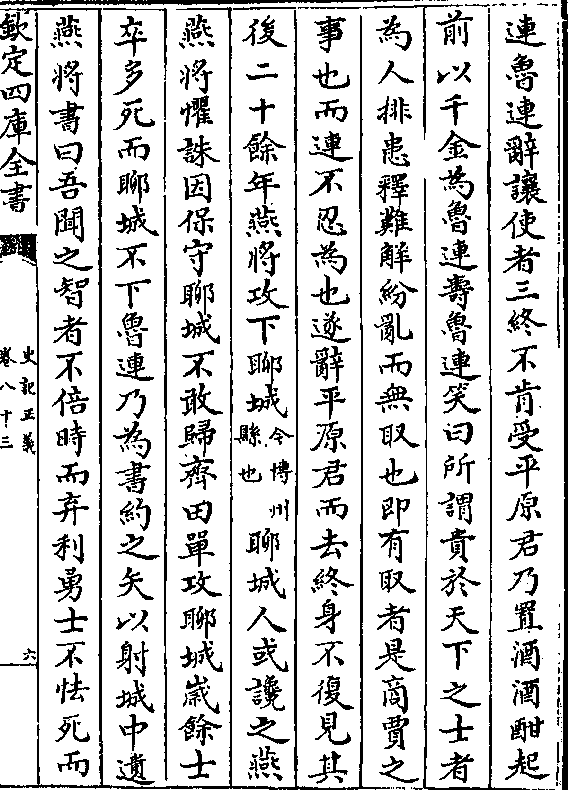 連魯連辭讓使者三終不肯受平原君乃置酒酒酣起
前以千金為魯連壽魯連笑曰所謂貴於天下之士者
為人排患釋難解紛亂而無取也即有取者是商賈之
事也而連不忍為也遂辭平原君而去終身不復見其
後二十餘年燕將攻下聊城今博州縣也聊城人或讒之燕
燕將懼誅因保守聊城不敢歸齊田單攻聊城嵗餘士
卒多死而聊城不下魯連乃為書約之矢以射城中遺
燕將書曰吾聞之智者不倍時而弃利勇士不怯死而
欽定四庫全書
史記正義
卷八十三
六